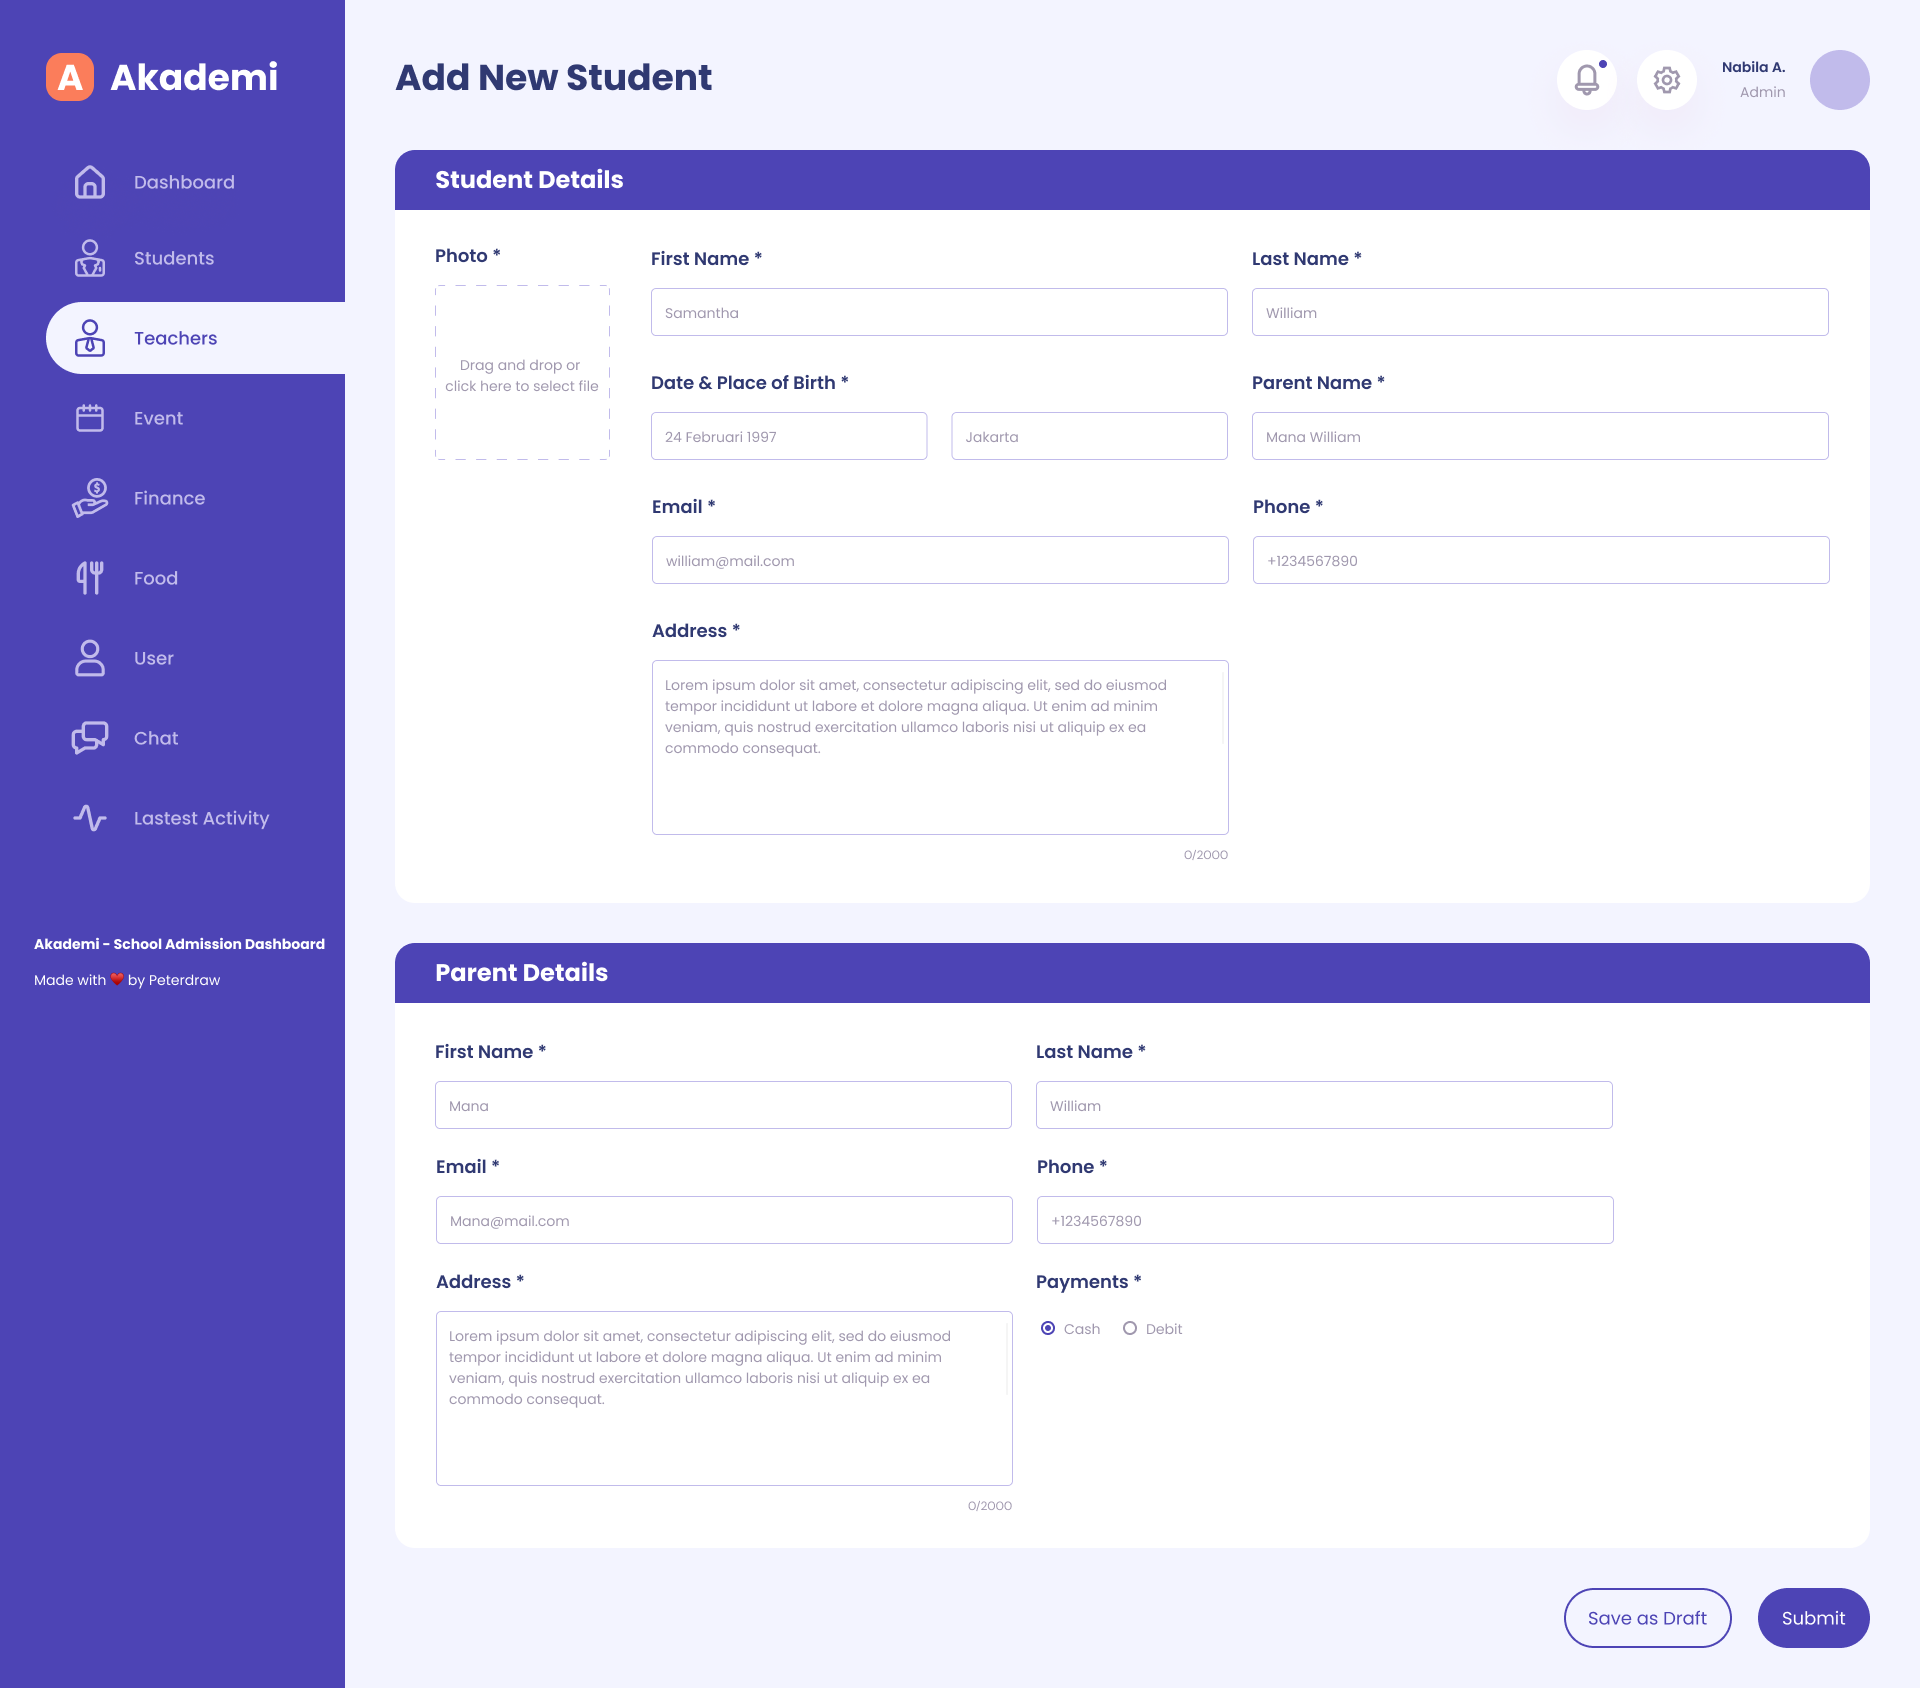 A Akademi
Dashboard
Students
Teachers
Event
Finance
Food
User
Chat
Lastest Activity
Akademi - School Admission Dashboard
Made with ❤️ by Peterdraw
Add New Student
Nabila A.
Admin
Student Details
Photo *
Drag and drop or
click here to select file
First Name *
Samantha
Last Name *
William
Date & Place of Birth *
24 Februari 1997
Jakarta
Parent Name *
Mana William
Email *
william@mail.com
Phone *
+1234567890
Address *
Lorem ipsum dolor sit amet, consectetur adipiscing elit, sed do eiusmod
tempor incididunt ut labore et dolore magna aliqua. Ut enim ad minim
veniam, quis nostrud exercitation ullamco laboris nisi ut aliquip ex ea
commodo consequat.
0/2000
Parent Details
First Name *
Mana
Last Name *
William
Email *
Mana@mail.com
Phone *
+1234567890
Address *
Lorem ipsum dolor sit amet, consectetur adipiscing elit, sed do eiusmod
tempor incididunt ut labore et dolore magna aliqua. Ut enim ad minim
veniam, quis nostrud exercitation ullamco laboris nisi ut aliquip ex ea
commodo consequat.
0/2000
Payments *
Cash
Debit
Save as Draft
Submit